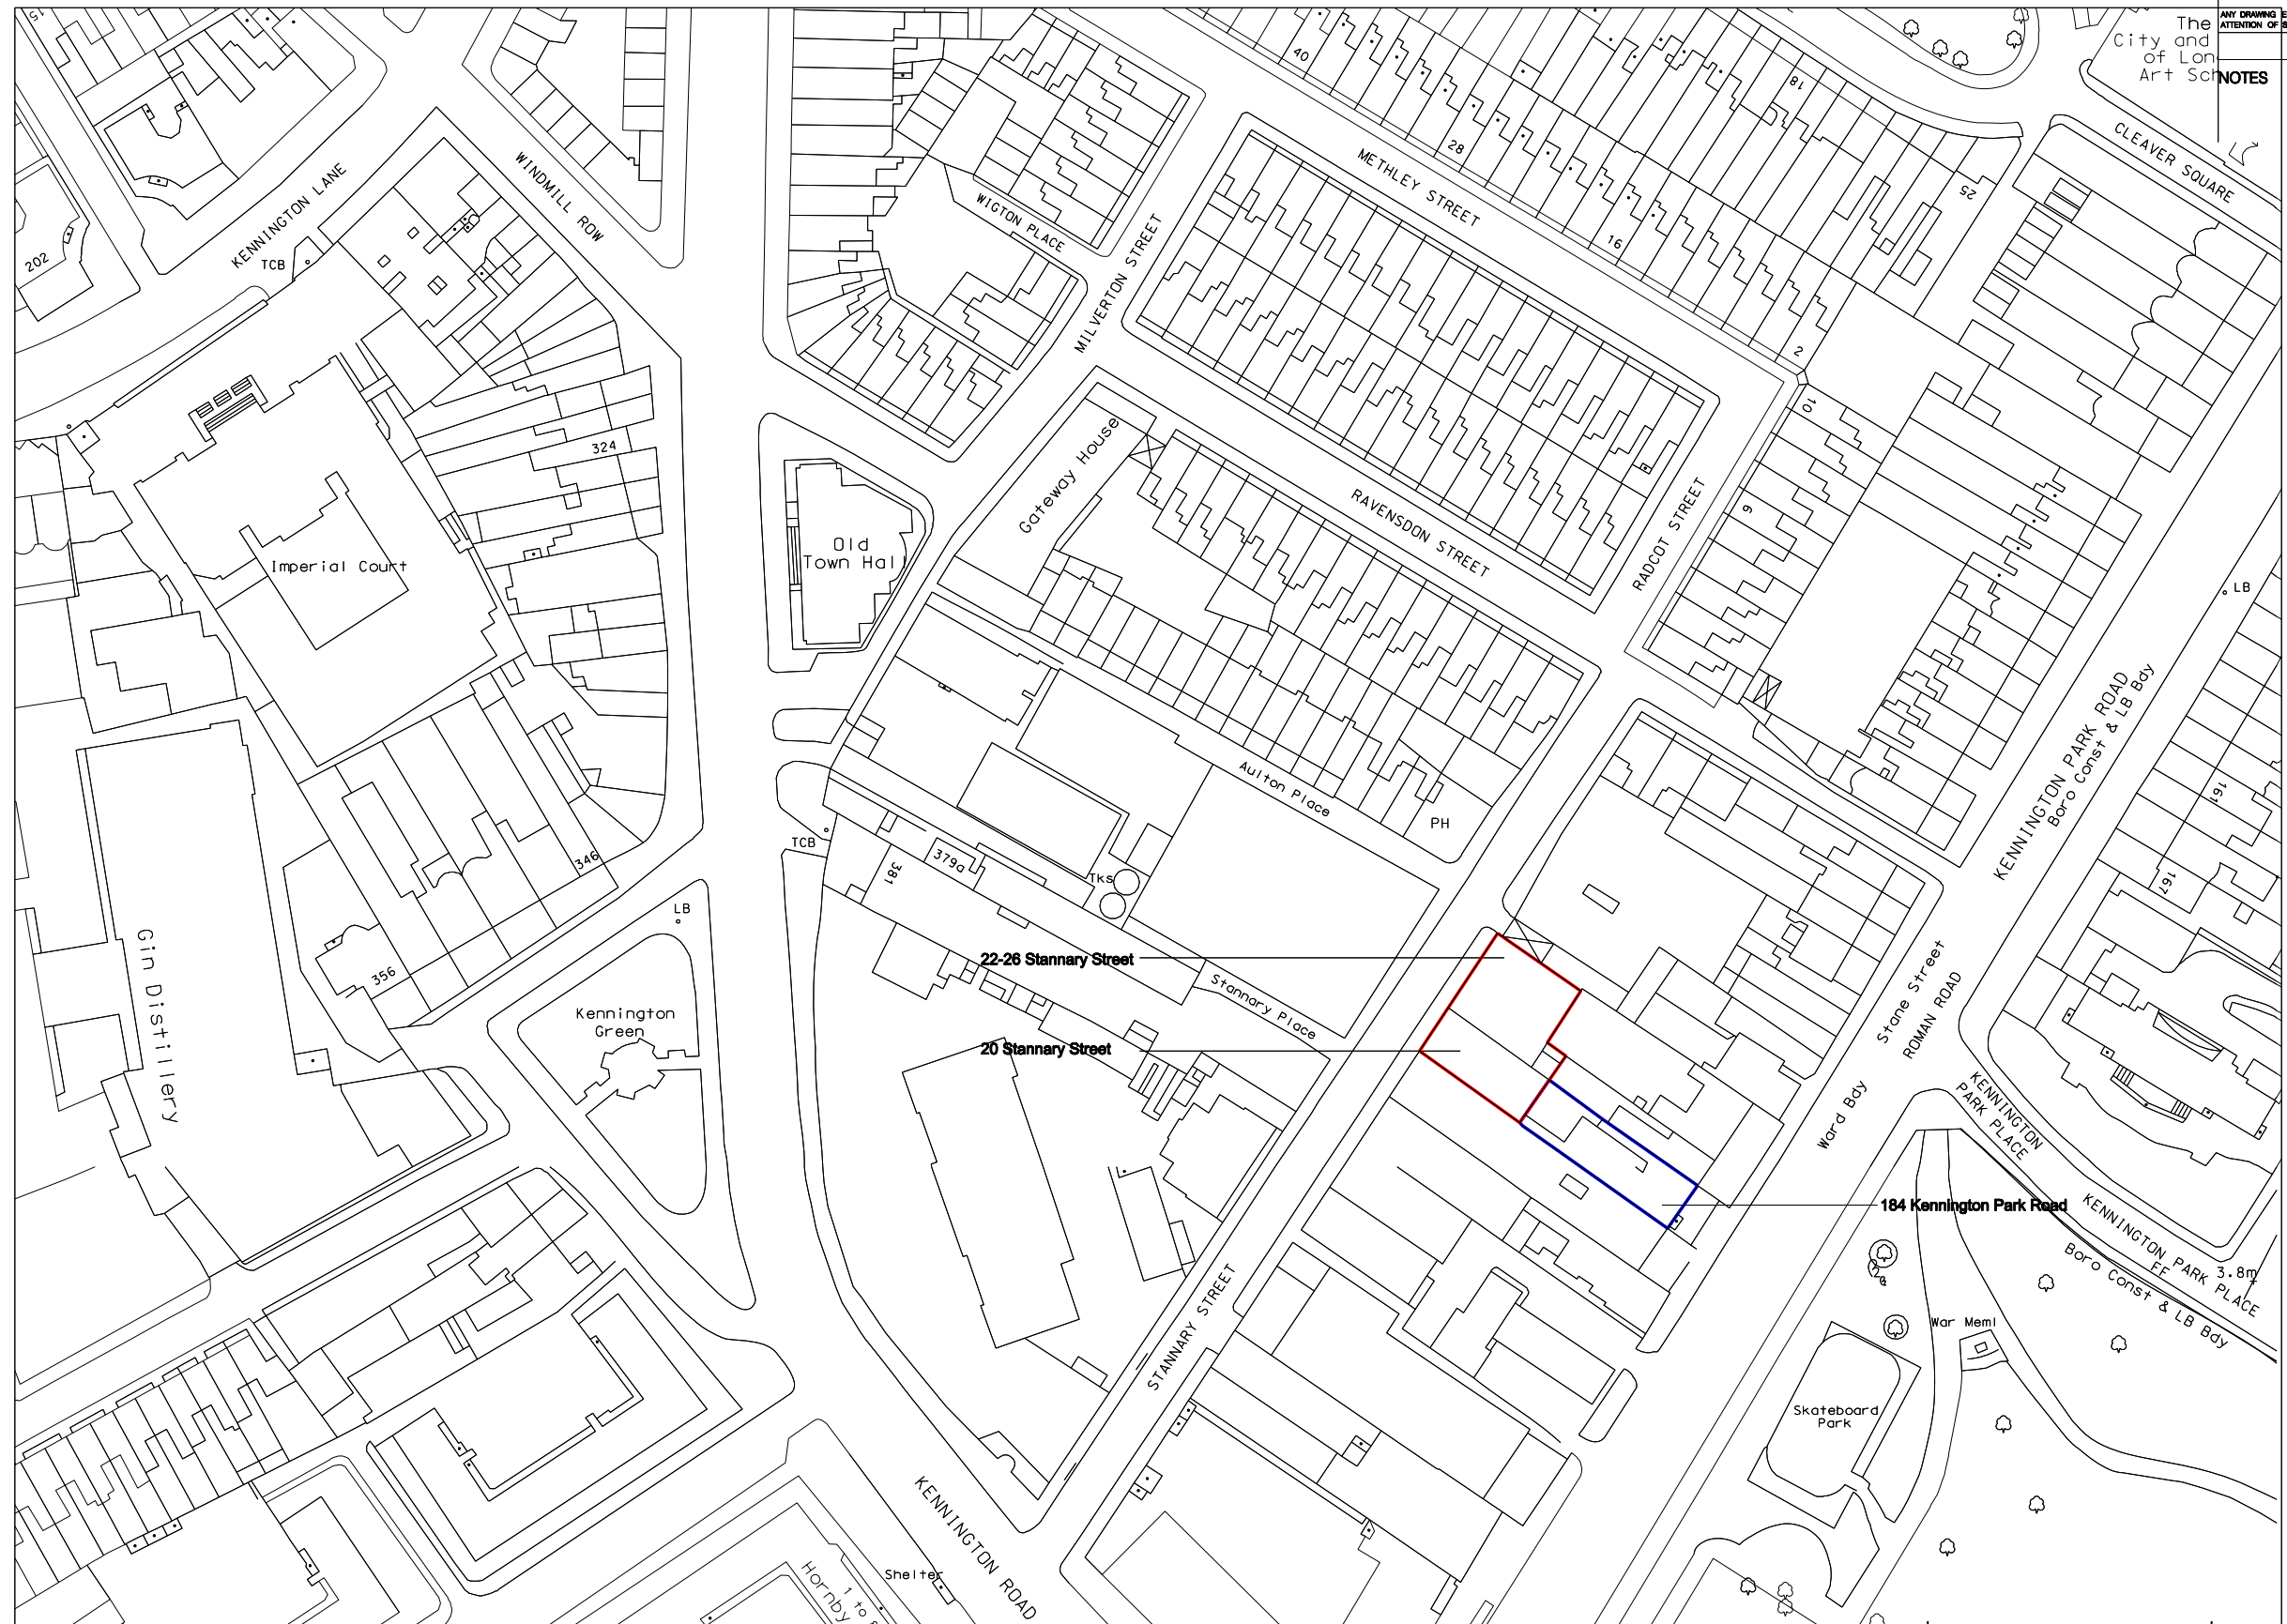 15
The
City and
of Lon
Art Sch
ANY DRAWING E
ATTENTION OF S
NOTES
40
18
28
25
16
2
10
9
CLEAVER SQUARE
METHLEY STREET
WINDMILL ROW
KENNINGTON LANE
TCB
202
WIGTON PLACE
MILVERTON STREET
324
Gateway House
RAVENSDON STREET
RADCOT STREET
Old
Town Hall
Imperial Court
LB
KENNINGTON PARK ROAD
Boro Const & LB Bdy
161
167
Aulton Place
PH
TCB
381
379a
Tks
346
LB
356
Gin Distillery
Kennington
Green
22-26 Stannary Street
Stannary Place
20 Stannary Street
Stane Street
ROMAN ROAD
Ward Bdy
KENNINGTON
PARK PLACE
184 Kennington Park Road
KENNINGTON PARK PLACE
FF
3.8m
Boro Const & LB Bdy
STANNARY STREET
War Meml
Skateboard
Park
KENNINGTON ROAD
Shelter
1 to
Hornby